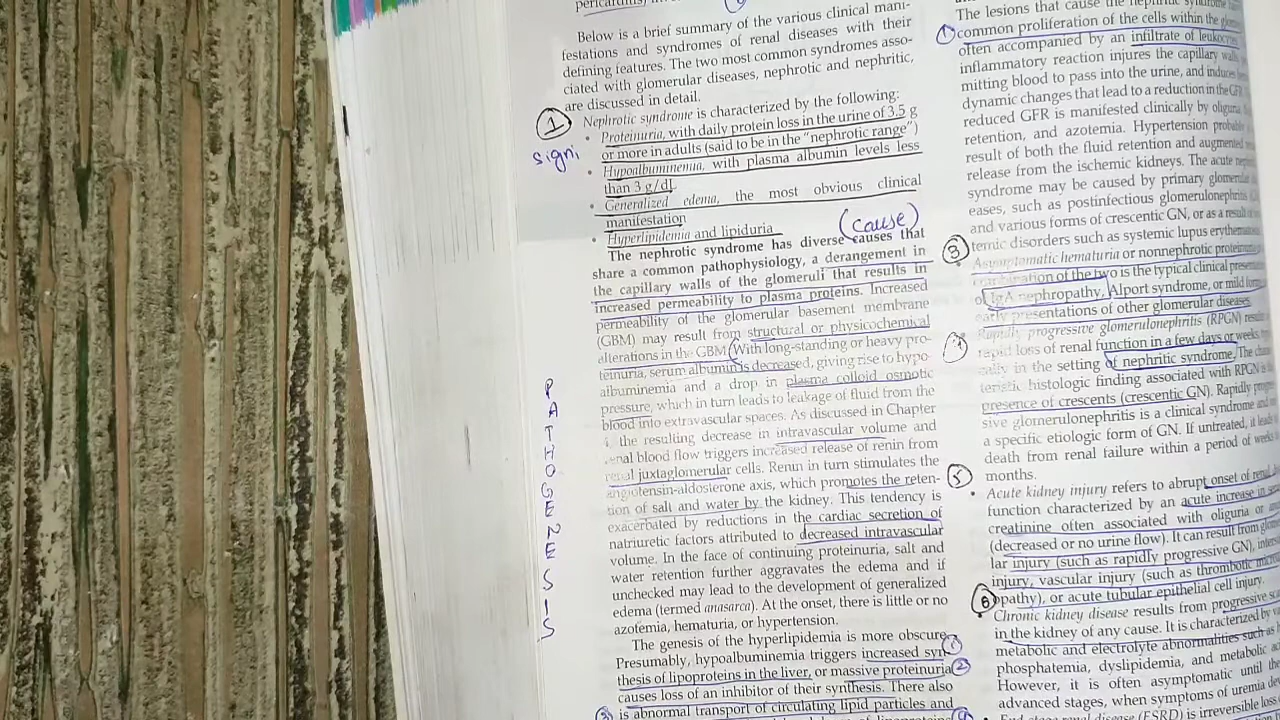 Below is a brief summary of the various clinical mani-
festations and syndromes of renal diseases with their
defining features. The two most common syndromes asso-
ciated with glomerular diseases, nephrotic and nephritic,
are discussed in detail.
1
Nephrotic syndrome is characterized by the following:
signi,
• Proteinuria, with daily protein loss in the urine of 3.5 g
or more in adults (said to be in the “nephrotic range”)
• Hypoalbuminemia, with plasma albumin levels less
than 3 g/dL
• Generalized edema, the most obvious clinical
manifestation
• Hyperlipidemia and lipiduria
(cause)
The nephrotic syndrome has diverse causes that
share a common pathophysiology, a derangement in
the capillary walls of the glomeruli that results in
increased permeability to plasma proteins. Increased
permeability of the glomerular basement membrane
(GBM) may result from structural or physicochemical
alterations in the GBM. With long-standing or heavy pro-
teinuria, serum albumin is decreased, giving rise to hypo-
albuminemia and a drop in plasma colloid osmotic
pressure, which in turn leads to leakage of fluid from the
blood into extravascular spaces. As discussed in Chapter
the resulting decrease in intravascular volume and
renal blood flow triggers increased release of renin from
renal juxtaglomerular cells. Renin in turn stimulates the
angiotensin-aldosterone axis, which promotes the reten-
tion of salt and water by the kidney. This tendency is
exacerbated by reductions in the cardiac secretion of
natriuretic factors attributed to decreased intravascular
volume. In the face of continuing proteinuria, salt and
water retention further aggravates the edema and if
unchecked may lead to the development of generalized
edema (termed anasarca). At the onset, there is little or no
azotemia, hematuria, or hypertension.
PATHOGENESIS
The genesis of the hyperlipidemia is more obscure.
Presumably, hypoalbuminemia triggers increased syn-
thesis of lipoproteins in the liver, or massive proteinuria
causes loss of an inhibitor of their synthesis. There also
is abnormal transport of circulating lipid particles and
1
2
3
4
The lesions that cause the nephritic syndrome
1
common proliferation of the cells within the
often accompanied by an infiltrate of leukocytes
inflammatory reaction injures the capillary walls
mitting blood to pass into the urine, and induces
dynamic changes that lead to a reduction in the GFR
reduced GFR is manifested clinically by oliguria
retention, and azotemia. Hypertension
result of both the fluid retention and augmented
release from the ischemic kidneys. The acute
syndrome may be caused by primary
eases, such as postinfectious glomerulonephritis
and various forms of crescentic GN, or as a result
temic disorders such as systemic lupus
3
Asymptomatic hematuria or nonnephrotic proteinuria
combination of the two is the typical clinical
of IgA nephropathy, Alport syndrome, or mild
early presentations of other glomerular diseases.
4
Rapidly progressive glomerulonephritis (RPGN)
rapid loss of renal function in a few days or weeks
cally in the setting of nephritic syndrome. The
teristic histologic finding associated with RPGN is
presence of crescents (crescentic GN). Rapidly
sive glomerulonephritis is a clinical syndrome and
a specific etiologic form of GN. If untreated, it leads
death from renal failure within a period of weeks
months.
5
• Acute kidney injury refers to abrupt onset of renal
function characterized by an acute increase in
creatinine often associated with oliguria or
(decreased or no urine flow). It can result from
lar injury (such as rapidly progressive GN),
injury, vascular injury (such as thrombotic
opathy), or acute tubular epithelial cell injury.
6
• Chronic kidney disease results from progressive
in the kidney of any cause. It is characterized by
metabolic and electrolyte abnormalities such as
phosphatemia, dyslipidemia, and metabolic
However, it is often asymptomatic until the
advanced stages, when symptoms of uremia
End-stage renal disease (ESRD) is irreversible loss